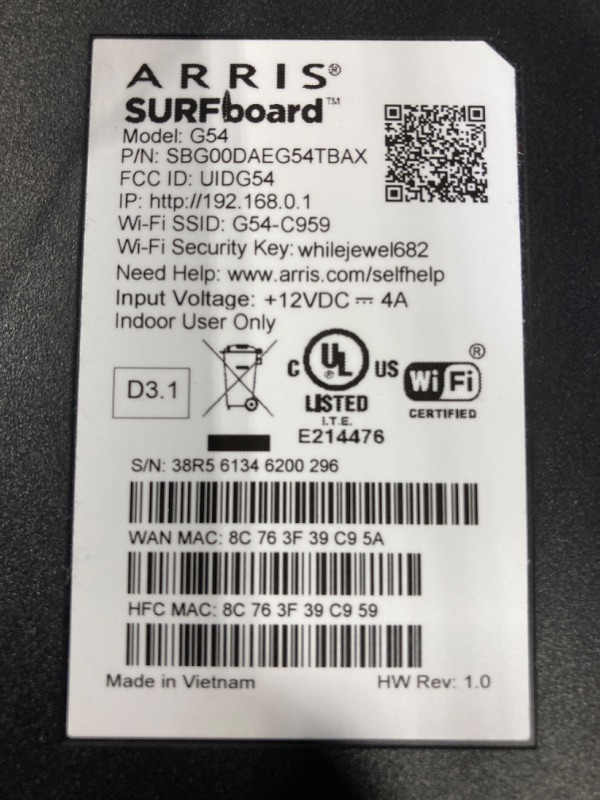 ARRIS®
SURFboard™
Model: G54
P/N: SBG00DAEG54TBAX
FCC ID: UIDG54
IP: http://192.168.0.1
Wi-Fi SSID: G54-C959
Wi-Fi Security Key: whilejewel682
Need Help: www.arris.com/selfhelp
Input Voltage: +12VDC ⎓ 4A
Indoor User Only
D3.1
C UL® US
LISTED
I.T.E.
E214476
Wi Fi®
CERTIFIED
S/N: 38R5 6134 6200 296
WAN MAC: 8C 76 3F 39 C9 5A
HFC MAC: 8C 76 3F 39 C9 59
Made in Vietnam
HW Rev: 1.0